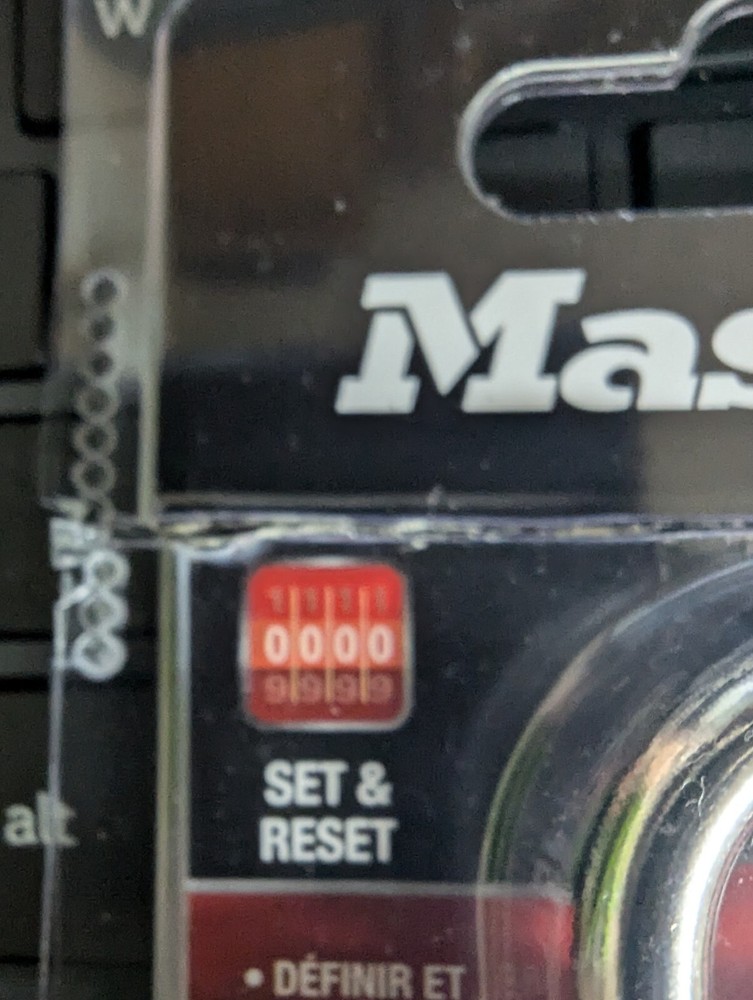 W
Mas
1111
0000
9999
SET &
RESET
alt
• DÉFINIR ET